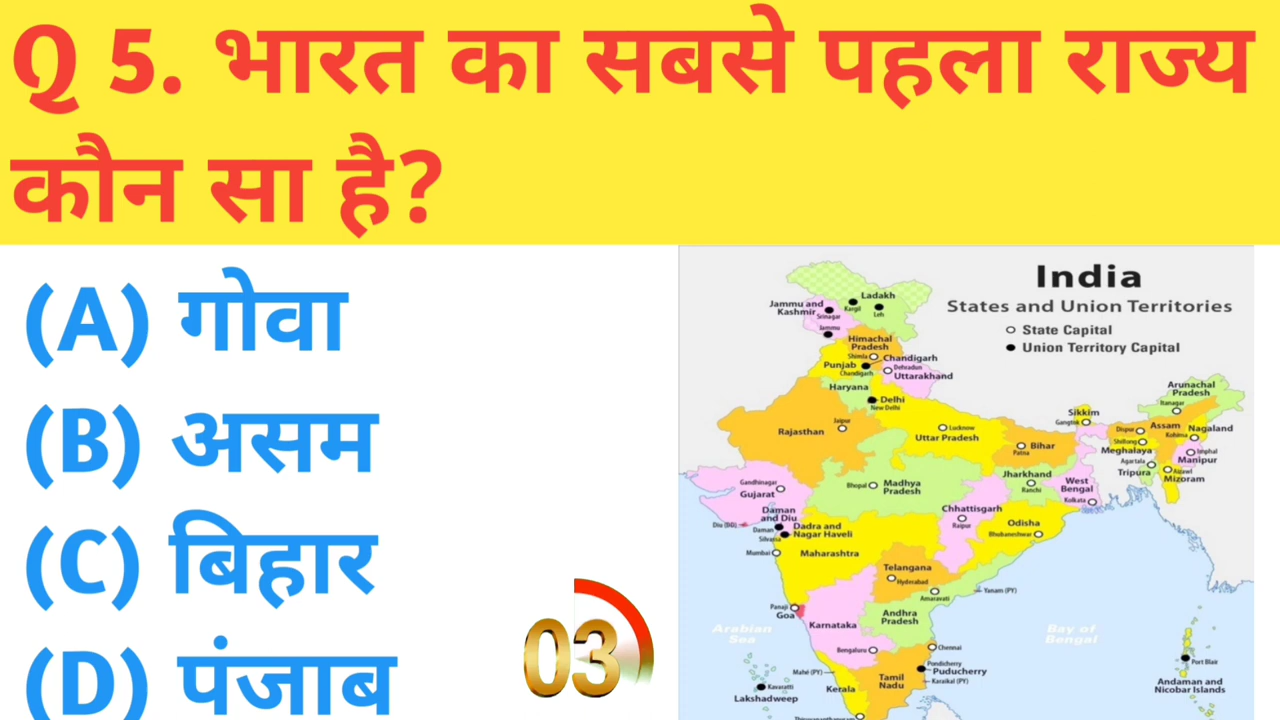 Q 5. भारत का सबसे पहला राज्य
कौन सा है?
(A) गोवा
(B) असम
(C) बिहार
(D) पंजाब
03
India
States and Union Territories
State Capital
Union Territory Capital
Ladakh
Jammu and
Kashmir
Kargil
Leh
Srinagar
Jammu
Himachal
Pradesh
Shimla
Chandigarh
Punjab
Chandigarh
Dehradun
Uttarakhand
Haryana
Delhi
New Delhi
Arunachal
Pradesh
Itanagar
Sikkim
Gangtok
Jaipur
Rajasthan
Lucknow
Uttar Pradesh
Bihar
Patna
Dispur
Assam
Nagaland
Kohima
Shillong
Meghalaya
Imphal
Manipur
Agartala
Tripura
Aizawl
Mizoram
Gandhinagar
Gujarat
Bhopal
Madhya
Pradesh
Jharkhand
Ranchi
West
Bengal
Kolkata
Daman
and Diu
Diu (DD)
Daman
Silvassa
Dadra and
Nagar Haveli
Chhattisgarh
Raipur
Odisha
Bhubaneshwar
Mumbai
Maharashtra
Telangana
Hyderabad
Amaravati
Yanam (PY)
Panaji
Goa
Karnataka
Andhra
Pradesh
Arabian
Sea
Bay of
Bengal
Bengaluru
Chennai
Mahé (PY)
Pondicherry
Puducherry
Karaikal (PY)
Tamil
Nadu
Kerala
Kavaratti
Lakshadweep
Port Blair
Andaman and
Nicobar Islands
Thiruvananthapuram